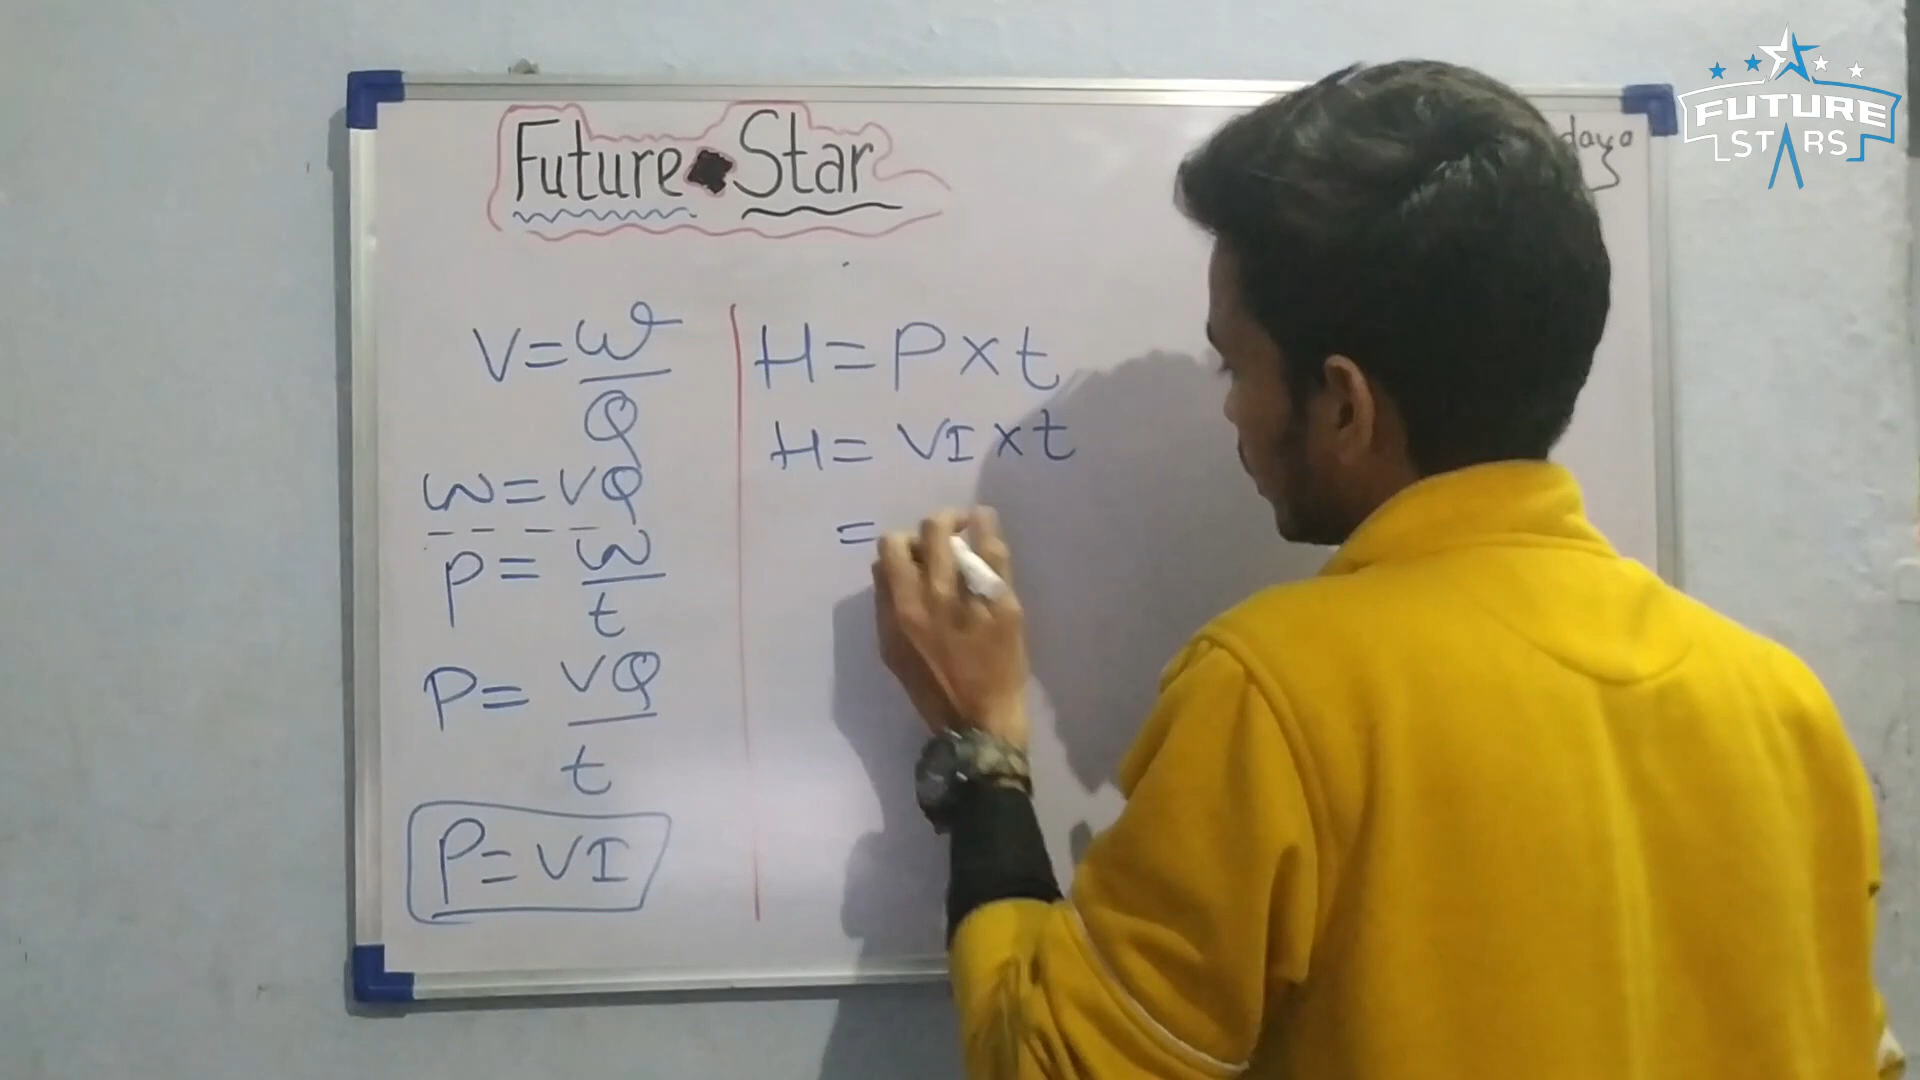 Future Star
V = W
Q
W = VQ
P = W
t
P = VQ
t
P = VI
H = P × t
H = VI × t
=
FUTURE
STARS